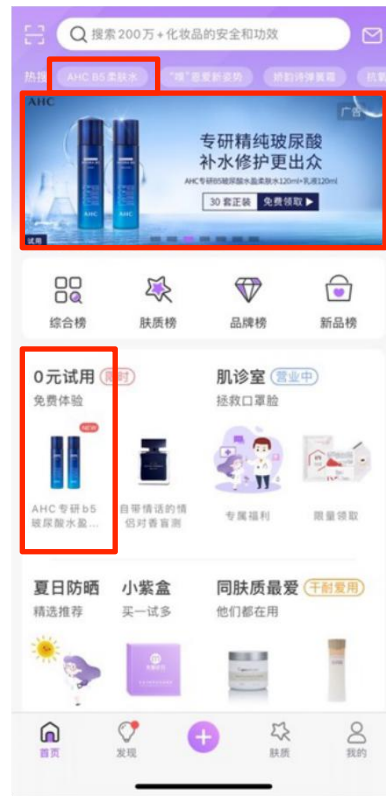 搜索200万+化妆品的安全和功效
热搜
AHC B5柔肤水
娇韵诗弹簧霜
抗氧
AHC
广告
专研精纯玻尿酸
补水修护更出众
AHC专研B5玻尿酸水盈柔肤水120ml+乳液120ml
30 套正装
免费领取
AHC
AHC
试用
综合榜
肤质榜
品牌榜
新品榜
0元试用
限时
肌诊室
营业中
免费体验
拯救口罩脸
NEW
AHC专研b5
玻尿酸水盈...
自带情话的情
侣对香盲测
专属福利
限量领取
夏日防晒
小紫盒
同肤质最爱
干耐爱用
精选推荐
买一试多
他们都在用
首页
发现
肤质
我的